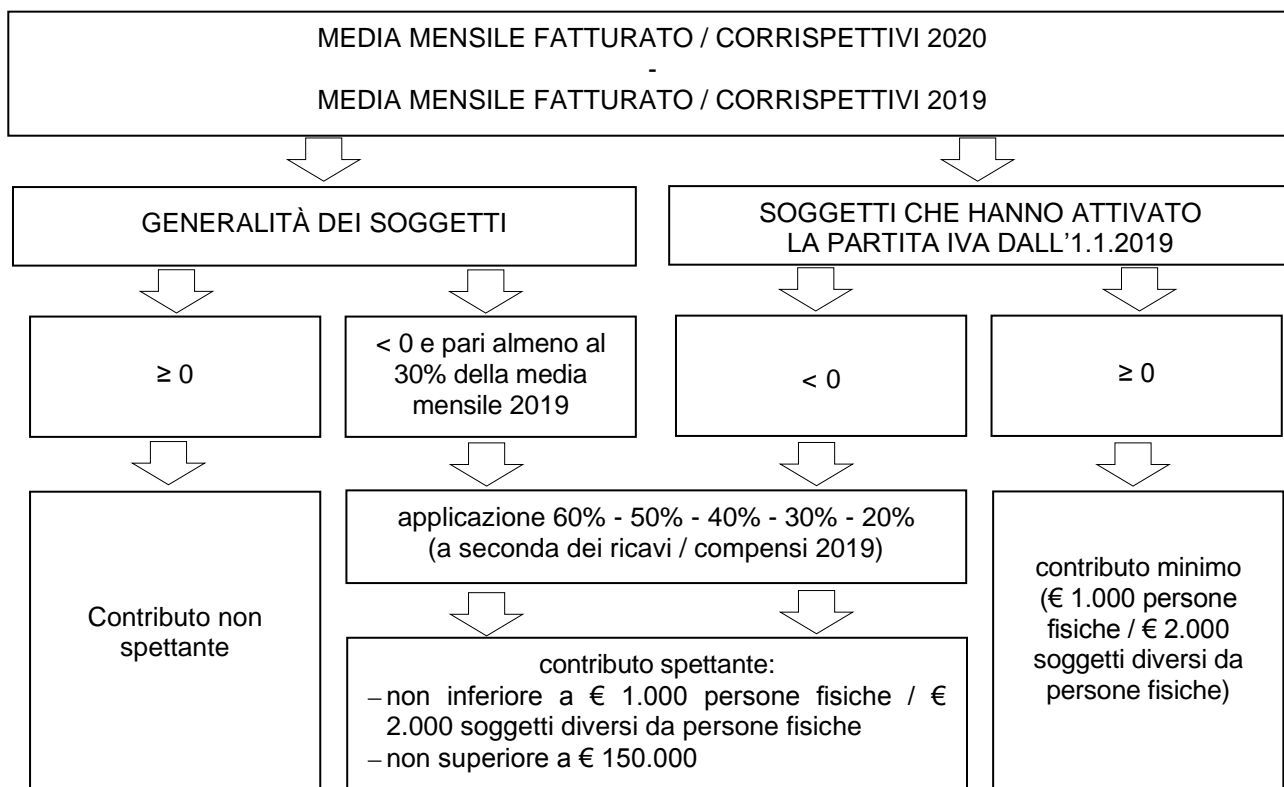 MEDIA MENSILE FATTURATO / CORRISPETTIVI 2020
-
MEDIA MENSILE FATTURATO / CORRISPETTIVI 2019
GENERALITÀ DEI SOGGETTI
SOGGETTI CHE HANNO ATTIVATO
LA PARTITA IVA DALL'1.1.2019
≥ 0
< 0 e pari almeno al
30% della media
mensile 2019
< 0
≥ 0
Contributo non
spettante
applicazione 60% - 50% - 40% - 30% - 20%
(a seconda dei ricavi / compensi 2019)
contributo spettante:
– non inferiore a € 1.000 persone fisiche / €
2.000 soggetti diversi da persone fisiche
– non superiore a € 150.000
contributo minimo
(€ 1.000 persone
fisiche / € 2.000
soggetti diversi da
persone fisiche)